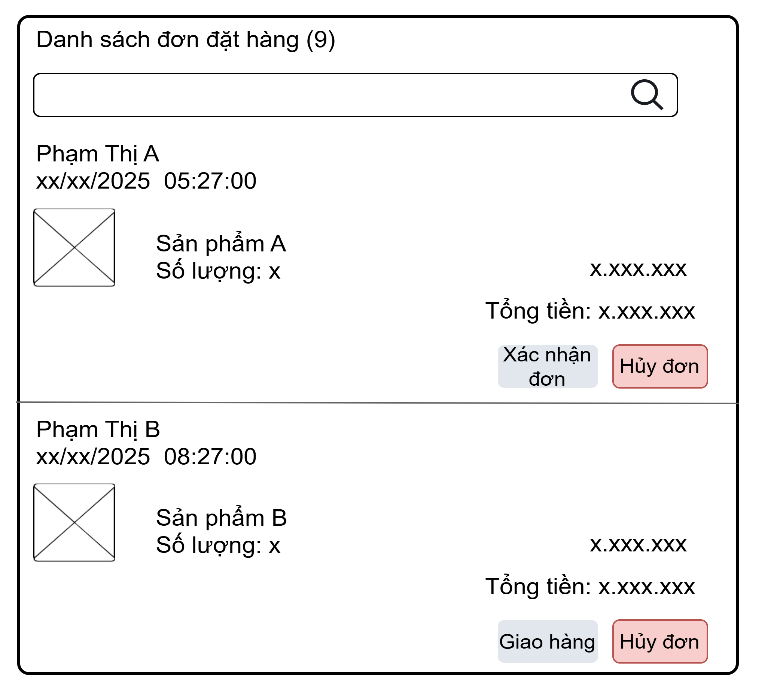 Danh sách đơn đặt hàng (9)
Phạm Thị A
xx/xx/2025 05:27:00
Sản phẩm A
Số lượng: x
x.xxx.xxx
Tổng tiền: x.xxx.xxx
Xác nhận
đơn
Hủy đơn
Phạm Thị B
xx/xx/2025 08:27:00
Sản phẩm B
Số lượng: x
x.xxx.xxx
Tổng tiền: x.xxx.xxx
Giao hàng
Hủy đơn